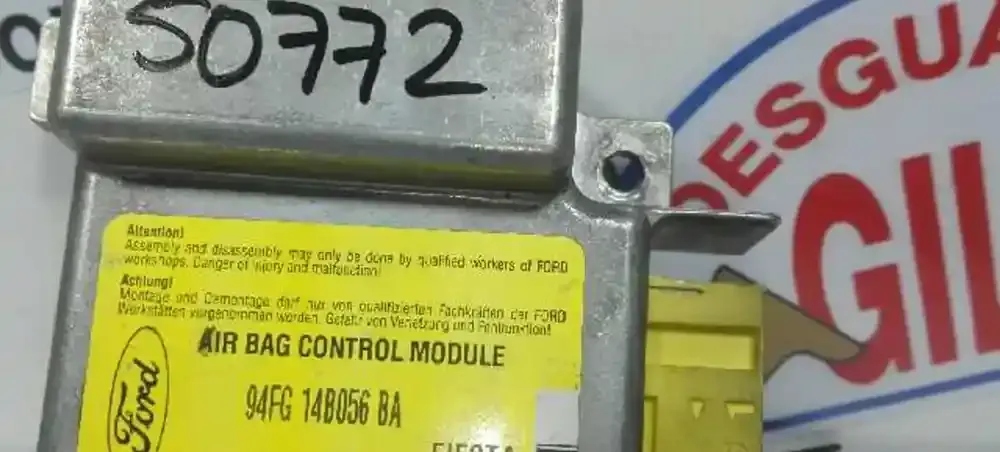 50772
DESGUA
GIL
Attention!
Assembly and disassembly may only be done by qualified workers of FORD
workshops. Danger of injury and malfunction!
Achtung!
Montage und Demontage darf nur von qualifizierten Fachkräften der FORD
Werkstätten vorgenommen werden. Gefahr von Verletzung und Fehlfunktion!
AIR BAG CONTROL MODULE
Ford
94FG 14B056 BA
FIESTA